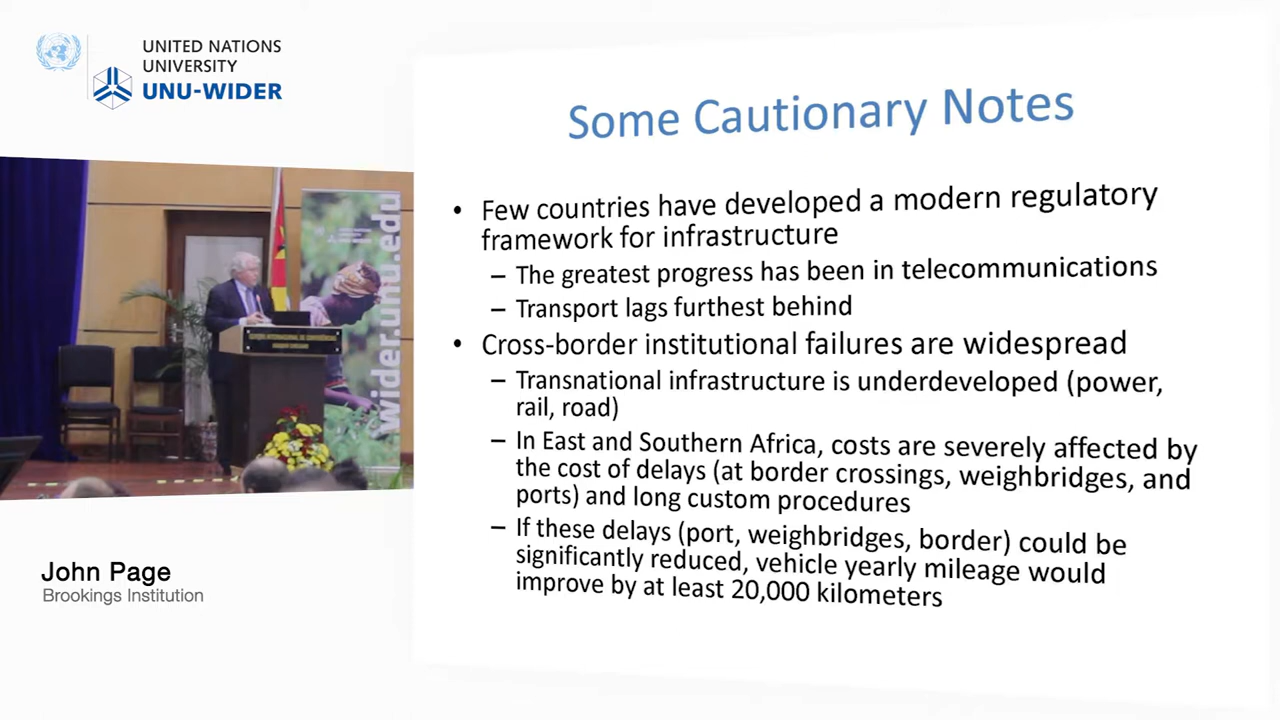 UNITED NATIONS
UNIVERSITY
UNU-WIDER
wider.unu.edu
John Page
Brookings Institution
Some Cautionary Notes
• Few countries have developed a modern regulatory
framework for infrastructure
– The greatest progress has been in telecommunications
– Transport lags furthest behind
• Cross-border institutional failures are widespread
– Transnational infrastructure is underdeveloped (power,
rail, road)
– In East and Southern Africa, costs are severely affected by
the cost of delays (at border crossings, weighbridges, and
ports) and long custom procedures
– If these delays (port, weighbridges, border) could be
significantly reduced, vehicle yearly mileage would
improve by at least 20,000 kilometers